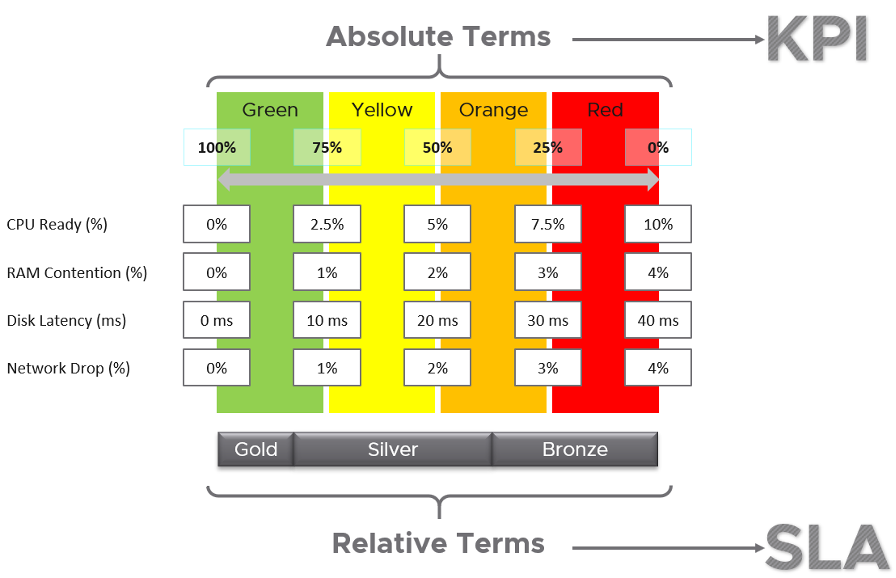 Absolute Terms
KPI
Green Yellow Orange Red
100% 75% 50% 25% 0%
CPU Ready (%) 0% 2.5% 5% 7.5% 10%
RAM Contention (%) 0% 1% 2% 3% 4%
Disk Latency (ms) 0 ms 10 ms 20 ms 30 ms 40 ms
Network Drop (%) 0% 1% 2% 3% 4%
Gold Silver Bronze
Relative Terms
SLA